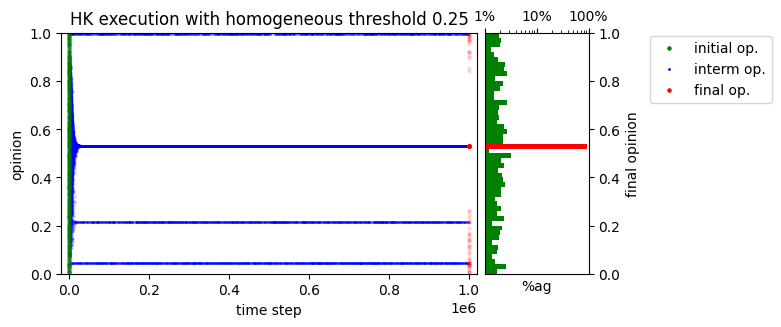 HK execution with homogeneous threshold 0.25
1% 10% 100%
1.0 1.0
0.8 0.8
0.6 0.6
0.4 0.4
0.2 0.2
0.0 0.0
opinion
final opinion
0.0 0.2 0.4 0.6 0.8 1.0
1e6
time step
%ag
initial op.
interm op.
final op.